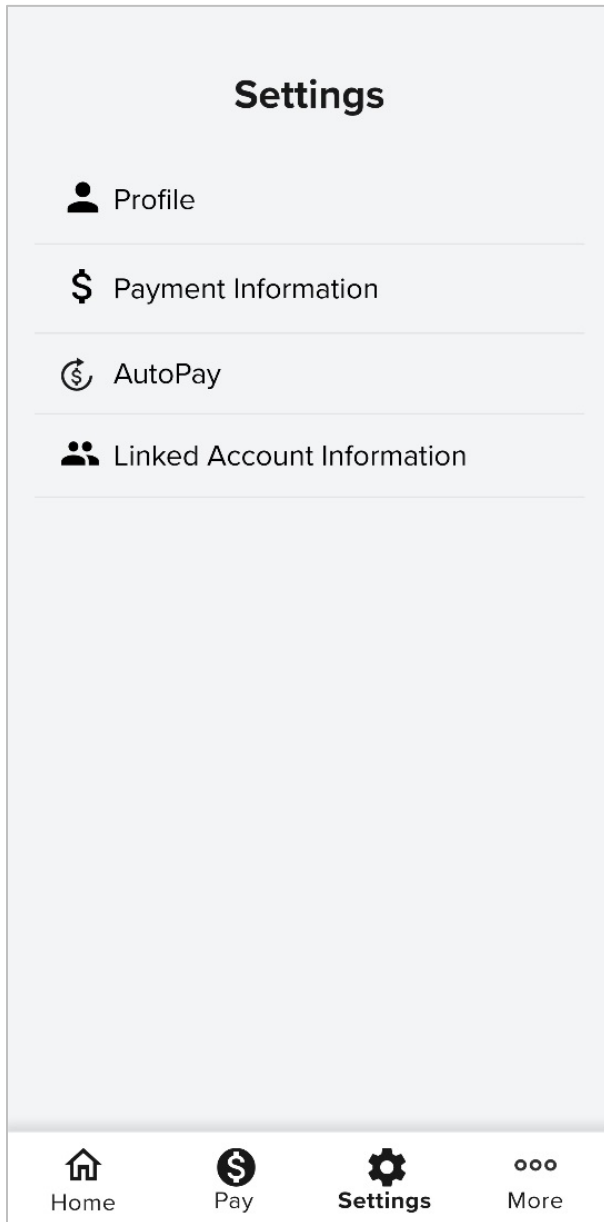 Settings
Profile
Payment Information
AutoPay
Linked Account Information
Home
Pay
Settings
More